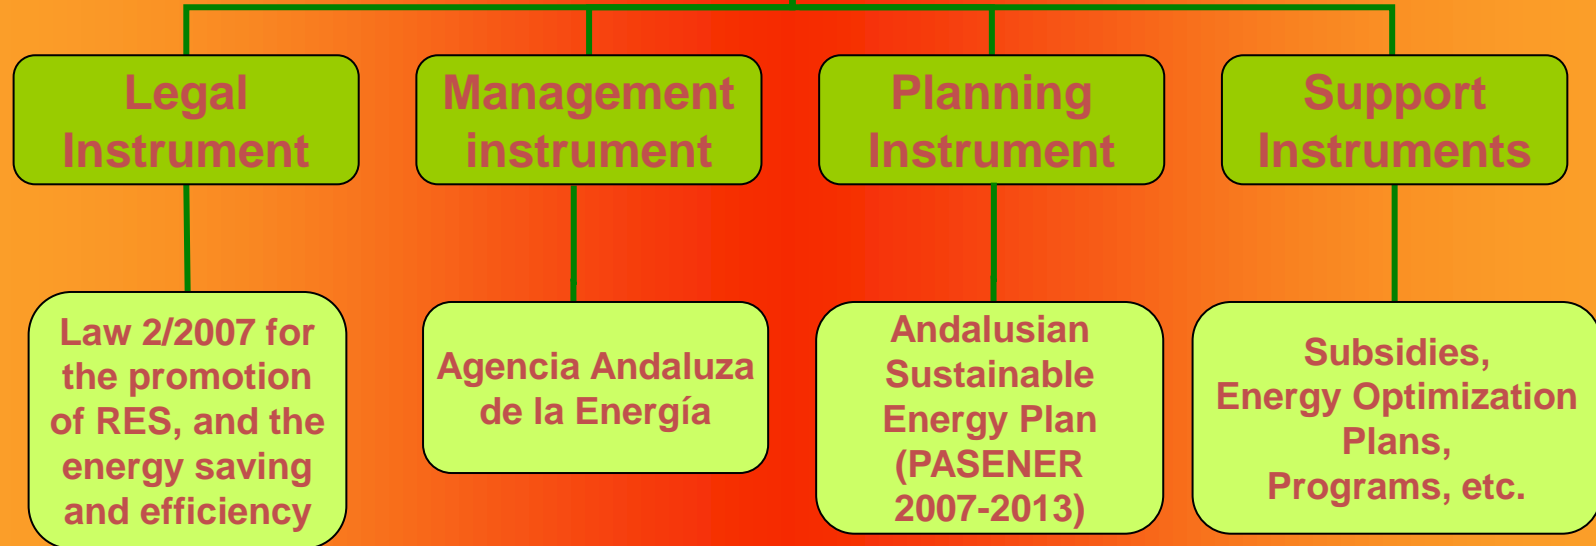 Legal
Instrument
Management
instrument
Planning
Instrument
Support
Instruments
Law 2/2007 for
the promotion
of RES, and the
energy saving
and efficiency
Agencia Andaluza
de la Energía
Andalusian
Sustainable
Energy Plan
(PASENER
2007-2013)
Subsidies,
Energy Optimization
Plans,
Programs, etc.